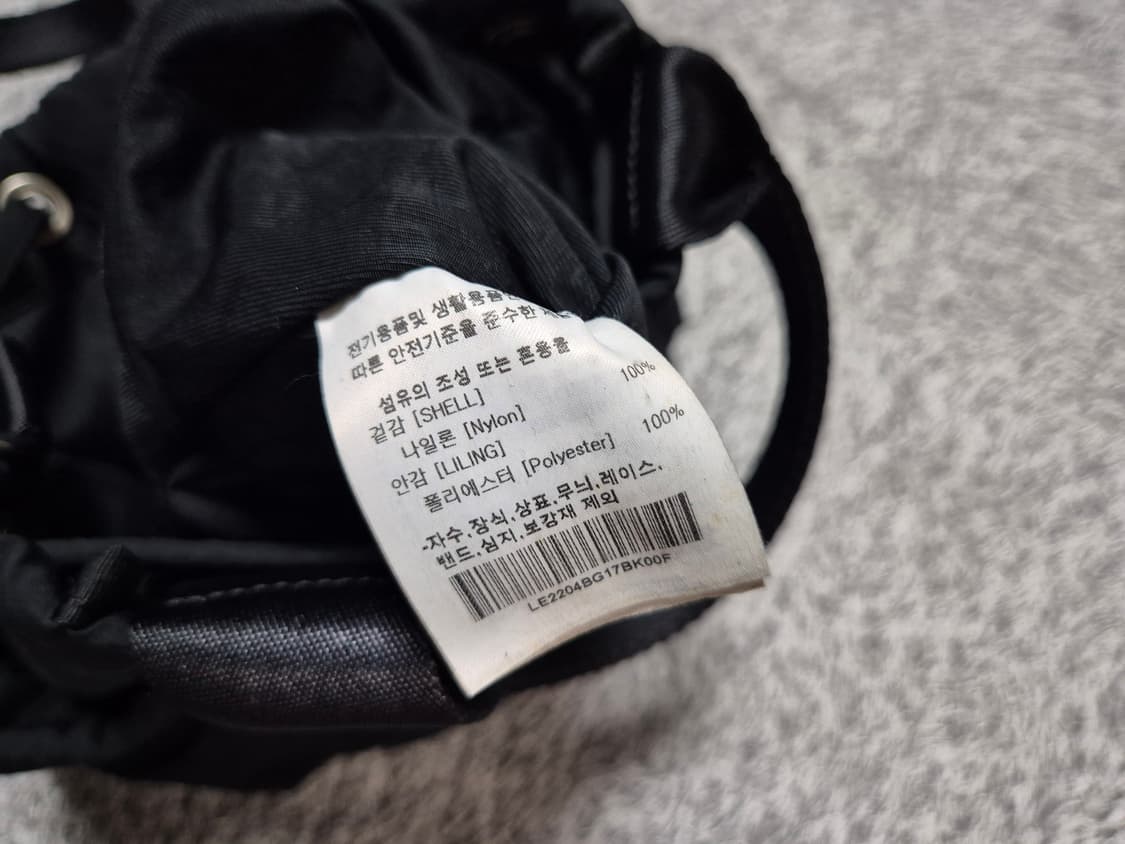 전기용품및 생활용품안
따른 안전기준을 준수한
섬유의 조성 또는 혼용율
겉감 [SHELL]
나일론 [Nylon] 100%
안감 [LILING]
폴리에스터 [Polyester] 100%
-자수,장식,상표,무늬,레이스,
밴드,심지,보강재 제외
LE2204BG17BK00F